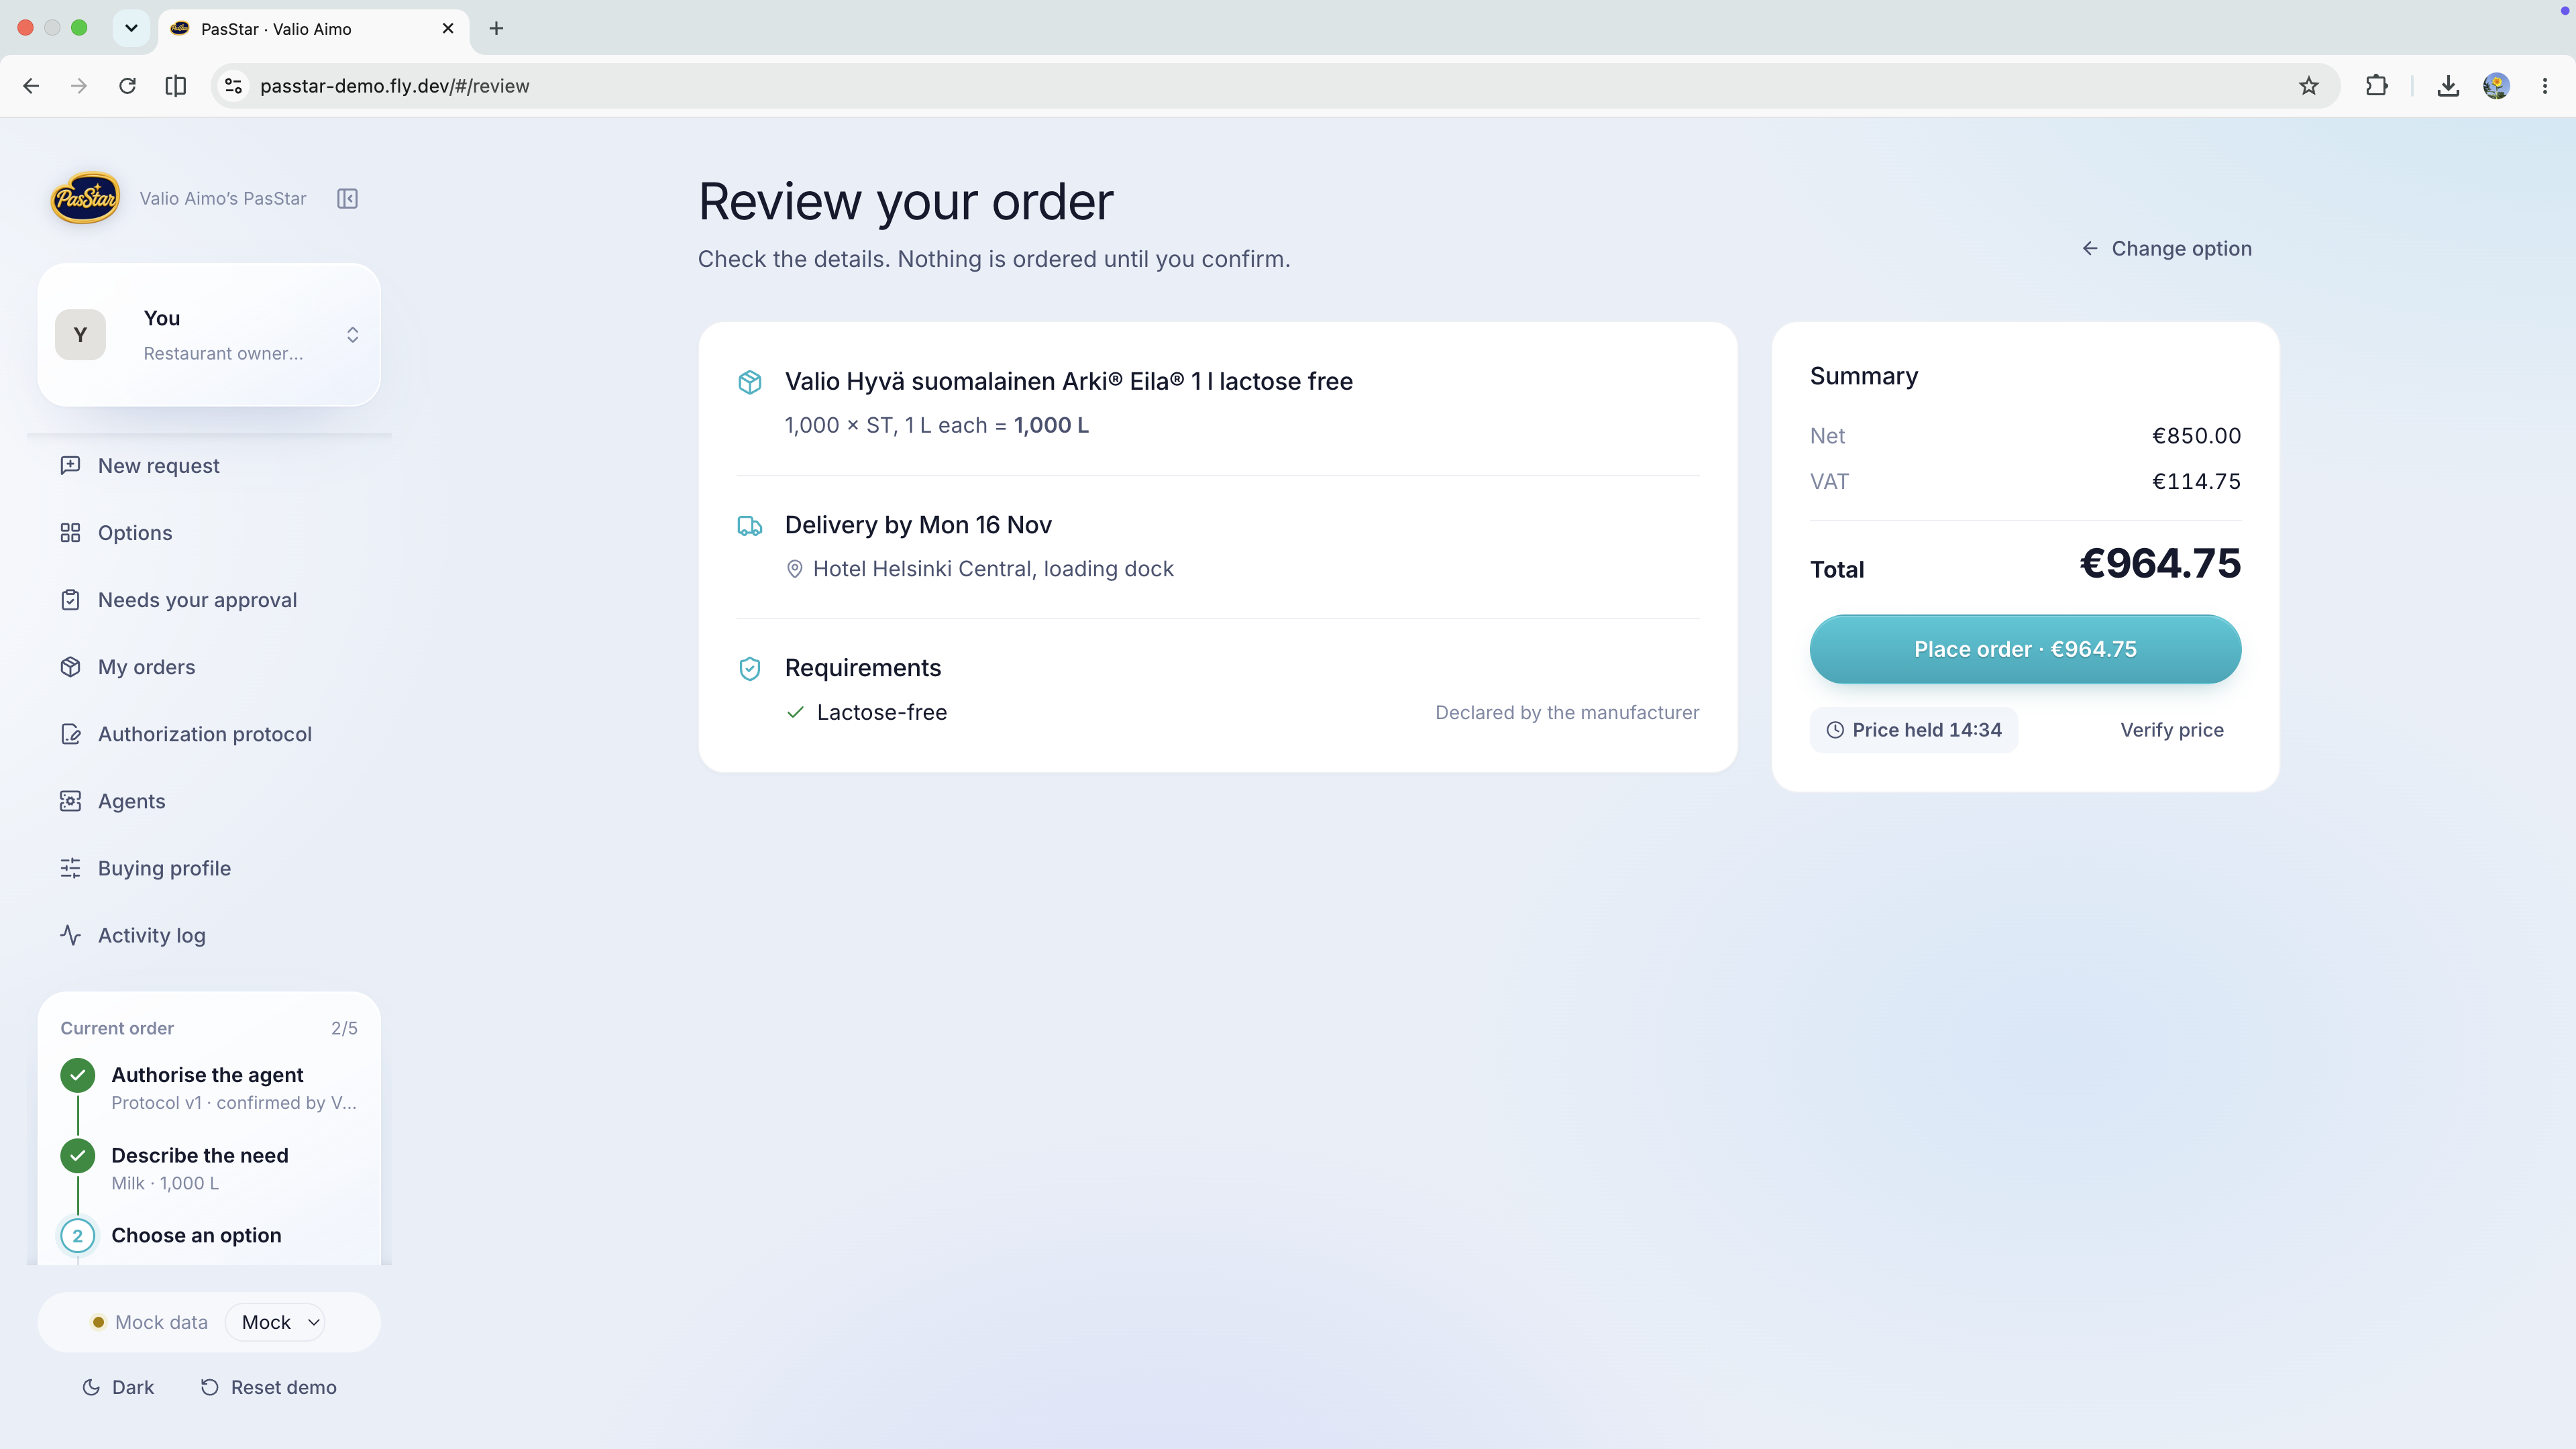 PasStar · Valio Aimo
passtar-demo.fly.dev/#/review
PasStar
Valio Aimo’s PasStar
Y
You
Restaurant owner...
New request
Options
Needs your approval
My orders
Authorization protocol
Agents
Buying profile
Activity log
Current order 2/5
Authorise the agent
Protocol v1 · confirmed by V...
Describe the need
Milk · 1,000 L
2 Choose an option
Mock data Mock
Dark Reset demo
Review your order
Check the details. Nothing is ordered until you confirm.
Change option
Valio Hyvä suomalainen Arki® Eila® 1 l lactose free
1,000 × ST, 1 L each = 1,000 L
Delivery by Mon 16 Nov
Hotel Helsinki Central, loading dock
Requirements
Lactose-free Declared by the manufacturer
Summary
Net €850.00
VAT €114.75
Total €964.75
Place order · €964.75
Price held 14:34 Verify price